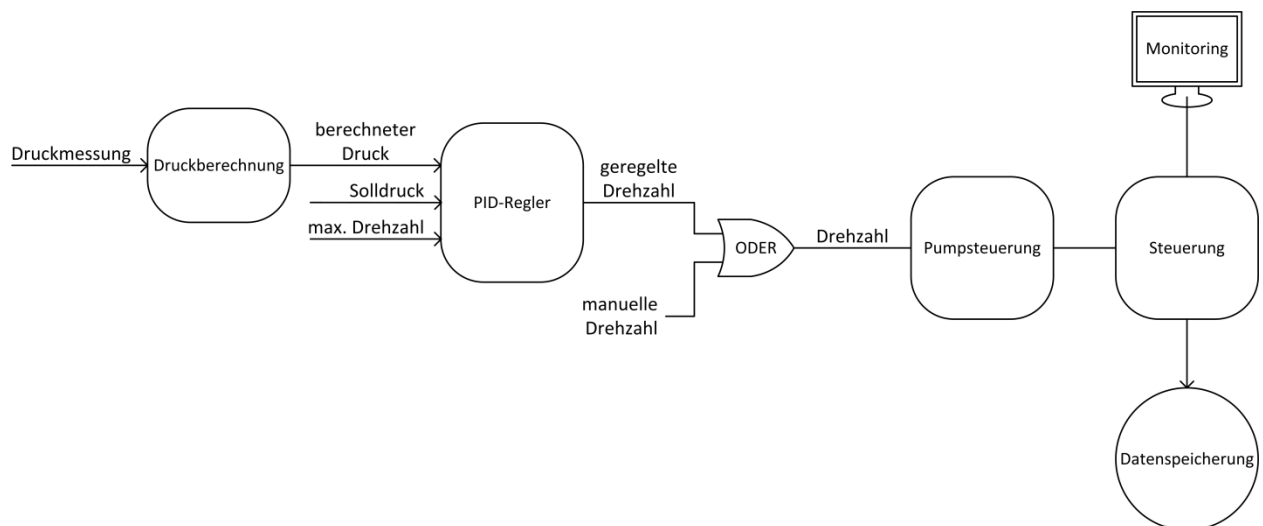 Monitoring
Druckmessung
Druckberechnung
berechneter
Druck
Solldruck
max. Drehzahl
PID-Regler
geregelte
Drehzahl
manuelle
Drehzahl
ODER
Drehzahl
Pumpsteuerung
Steuerung
Datenspeicherung